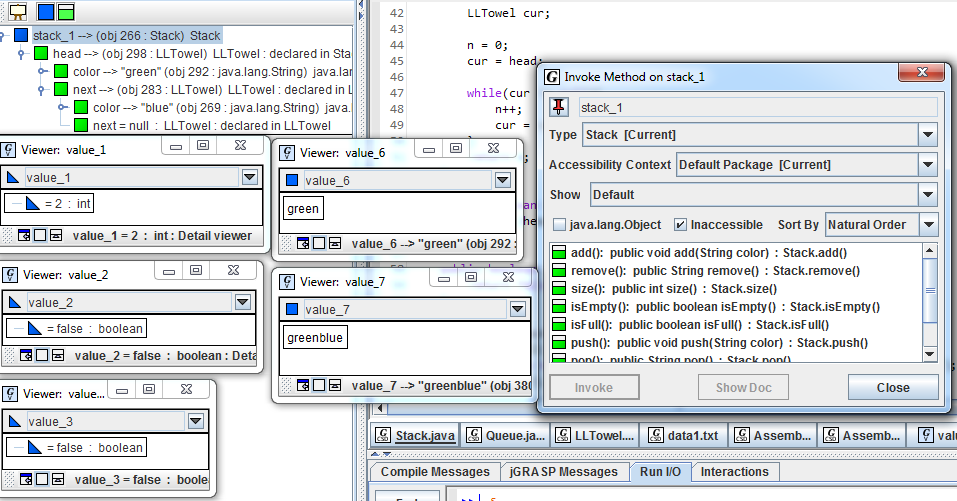 stack_1 --> (obj 266 : Stack) Stack
head --> (obj 298 : LLTowel) LLTowel : declared in Sta
color --> "green" (obj 292 : java.lang.String) java.la
next --> (obj 283 : LLTowel) LLTowel : declared in L
color --> "blue" (obj 269 : java.lang.String) java
next = null : LLTowel : declared in LLTowel
42 LLTowel cur;
43
44 n = 0;
45 cur = head;
46
47 while(cur
48 n++;
49 cur =
Viewer: value_1
value_1
= 2 : int
value_1 = 2 : int : Detail viewer
Viewer: value_2
value_2
= false : boolean
value_2 = false : boolean : Deta
Viewer: value...
value_3
= false : boolean
value_3 = false : boole
Viewer: value_6
value_6
green
value_6 --> "green" (obj 292 :
Viewer: value_7
value_7
greenblue
value_7 --> "greenblue" (obj 380
Invoke Method on stack_1
stack_1
Type Stack [Current]
Accessibility Context Default Package [Current]
Show Default
java.lang.Object Inaccessible Sort By Natural Order
add(): public void add(String color) : Stack.add()
remove(): public String remove() : Stack.remove()
size(): public int size() : Stack.size()
isEmpty(): public boolean isEmpty() : Stack.isEmpty()
isFull(): public boolean isFull() : Stack.isFull()
push(): public void push(String color) : Stack.push()
pop(): public String pop() : Stack.pop()
Invoke Show Doc Close
Stack.java Queue.ja... LLTowel.... data1.txt Assemb... Assemb... valu
Compile Messages jGRASP Messages Run I/O Interactions